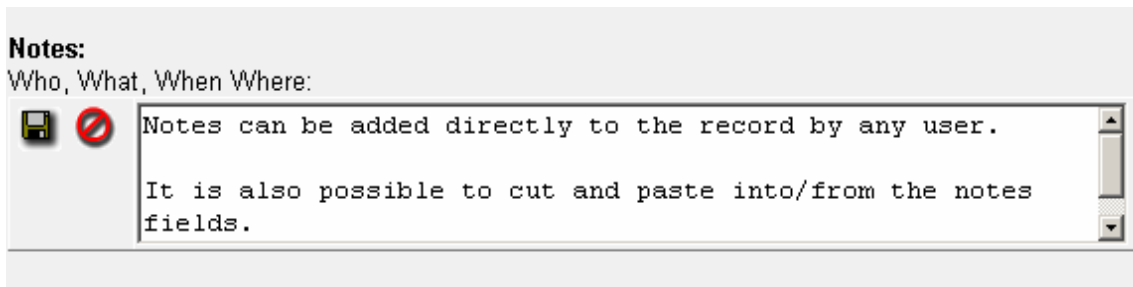 Notes:
Who, What, When Where:
Notes can be added directly to the record by any user.
It is also possible to cut and paste into/from the notes
fields.